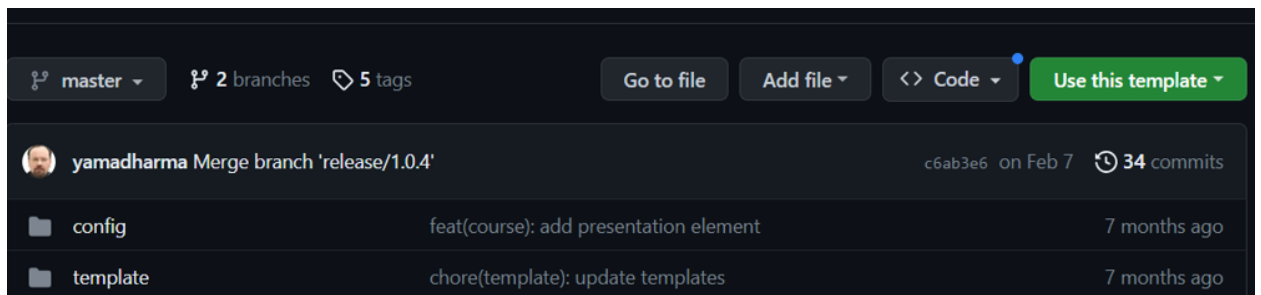 master 2 branches 5 tags Go to file Add file <> Code Use this template
yamadharma Merge branch 'release/1.0.4' c6ab3e6 on Feb 7 34 commits
config feat(course): add presentation element 7 months ago
template chore(template): update templates 7 months ago